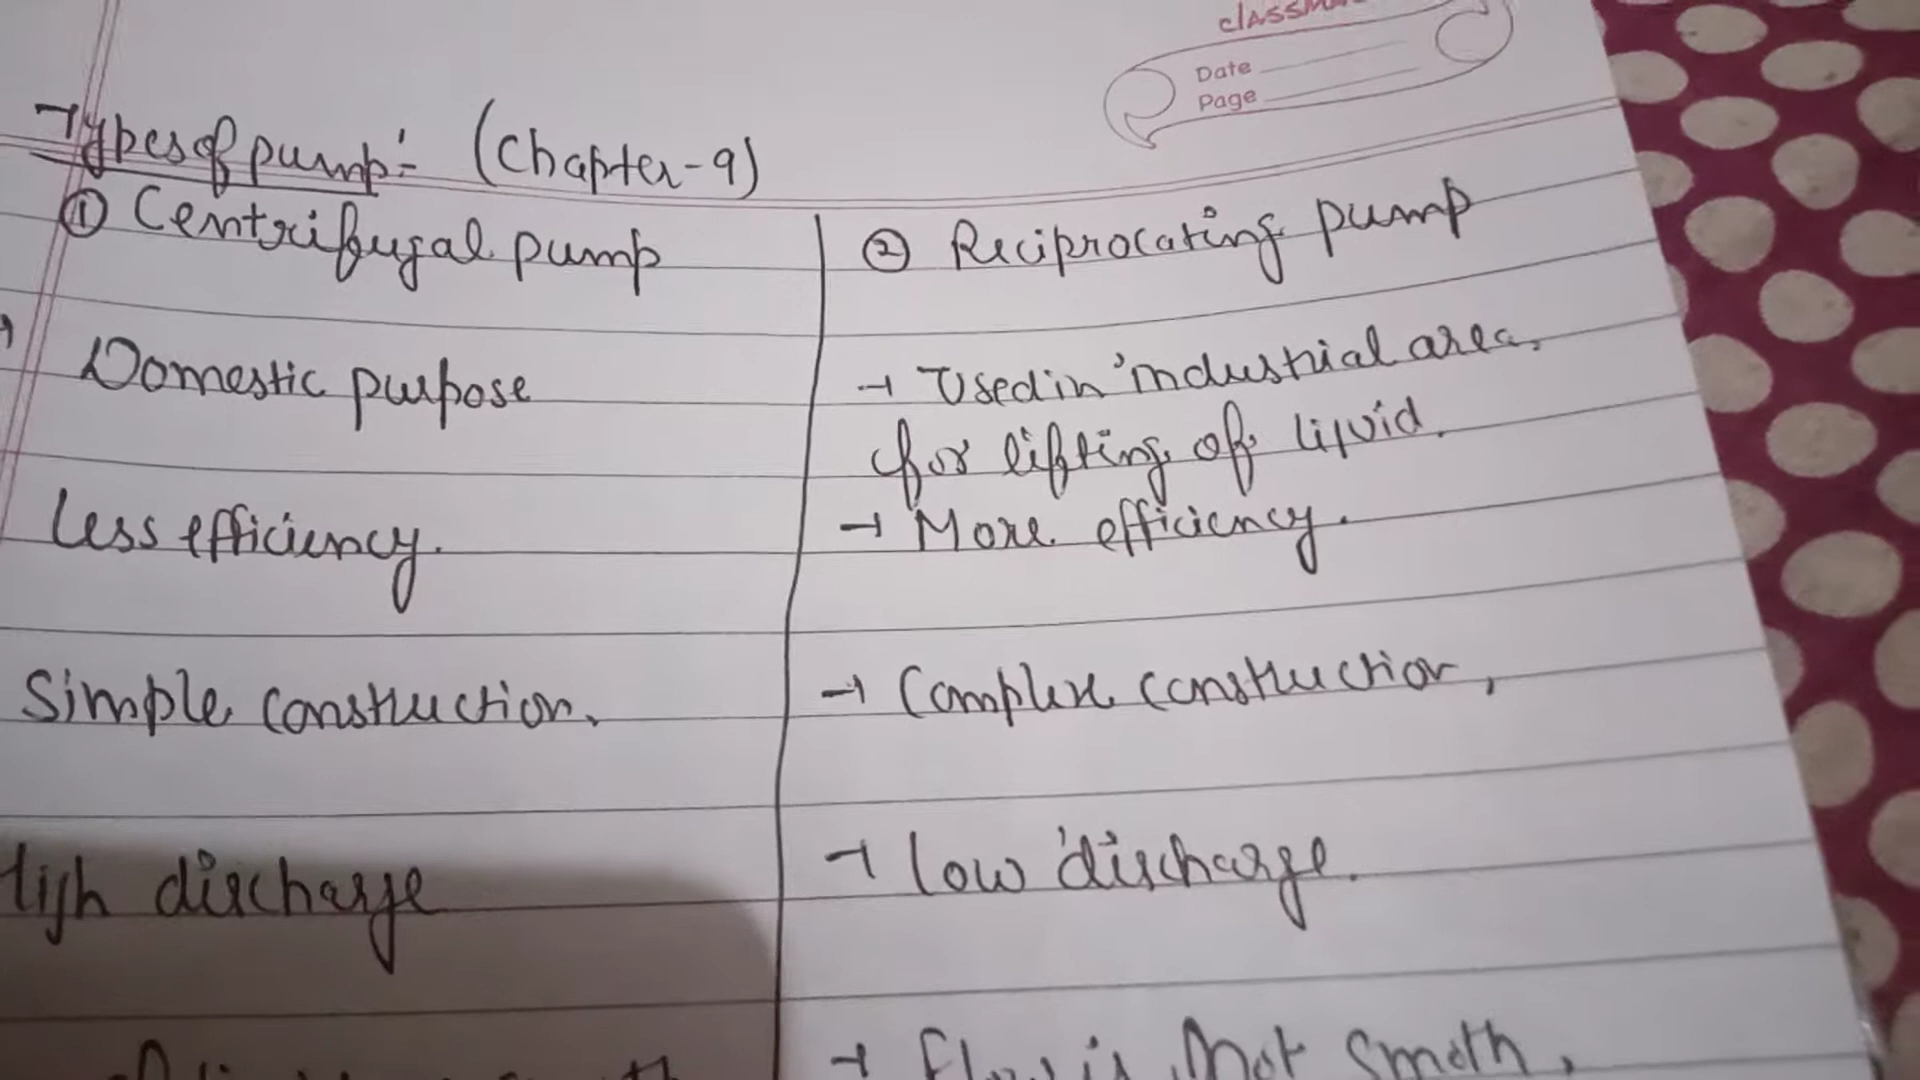 classm
Date
Page
Types of pump:- (Chapter-9)
① Centrifugal pump
② Reciprocating pump
Domestic purpose
→ Used in industrial area,
for lifting of liquid.
Less efficiency.
→ More efficiency.
Simple construction.
→ Complex construction,
High discharge
→ low discharge.
→ Flow is not smoth,